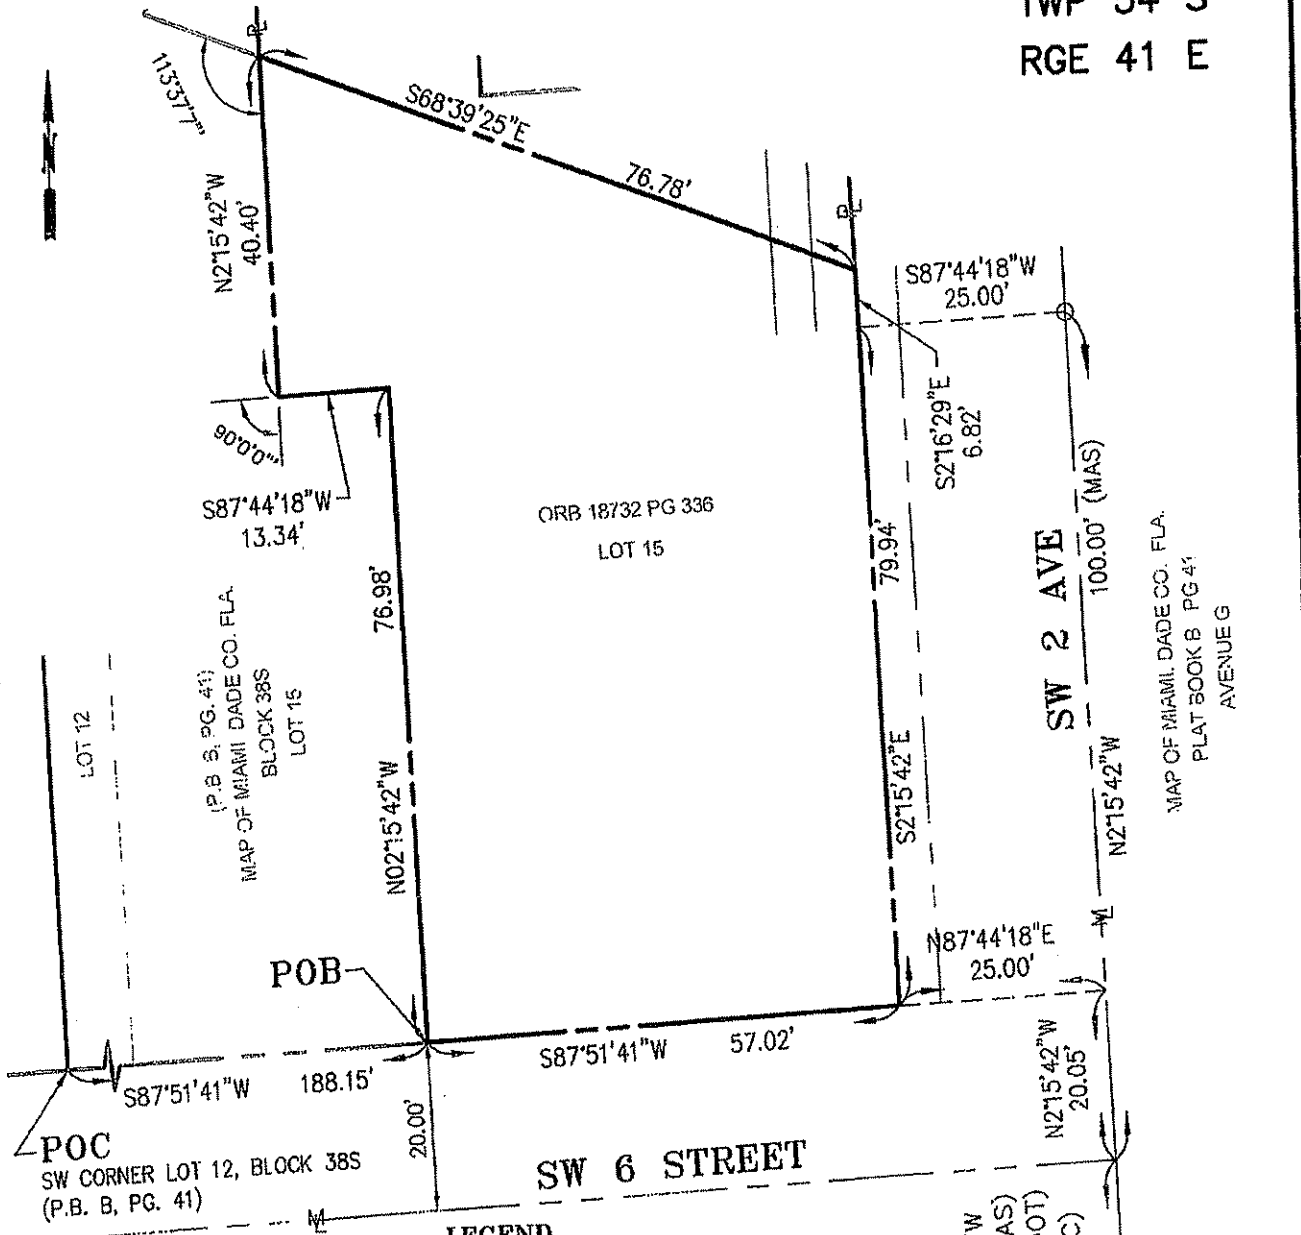 TWP 54 S
RGE 41 E
113°37'7"
S68°39'25"E
76.78'
N2°15'42"W
40.40'
S87°44'18"W
25.00'
90°0'0"
S87°44'18"W
13.34'
S2°16'29"E
6.82'
ORB 18732 PG 336
LOT 15
76.98'
79.94'
SW 2 AVE
100.00' (MAS)
MAP OF MIAMI. DADE CO. FLA.
PLAT BOOK B PG 41
AVENUE G
LOT 12
(P.B B, PG. 41)
MAP OF MIAMI DADE CO. FLA.
BLOCK 38S
LOT 15
N02°15'42"W
S2°15'42"E
N2°15'42"W
N87°44'18"E
25.00'
POB
S87°51'41"W 57.02'
S87°51'41"W 188.15'
N2°15'42"W
20.05'
20.00'
POC
SW CORNER LOT 12, BLOCK 38S
(P.B. B, PG. 41)
SW 6 STREET
LEGEND